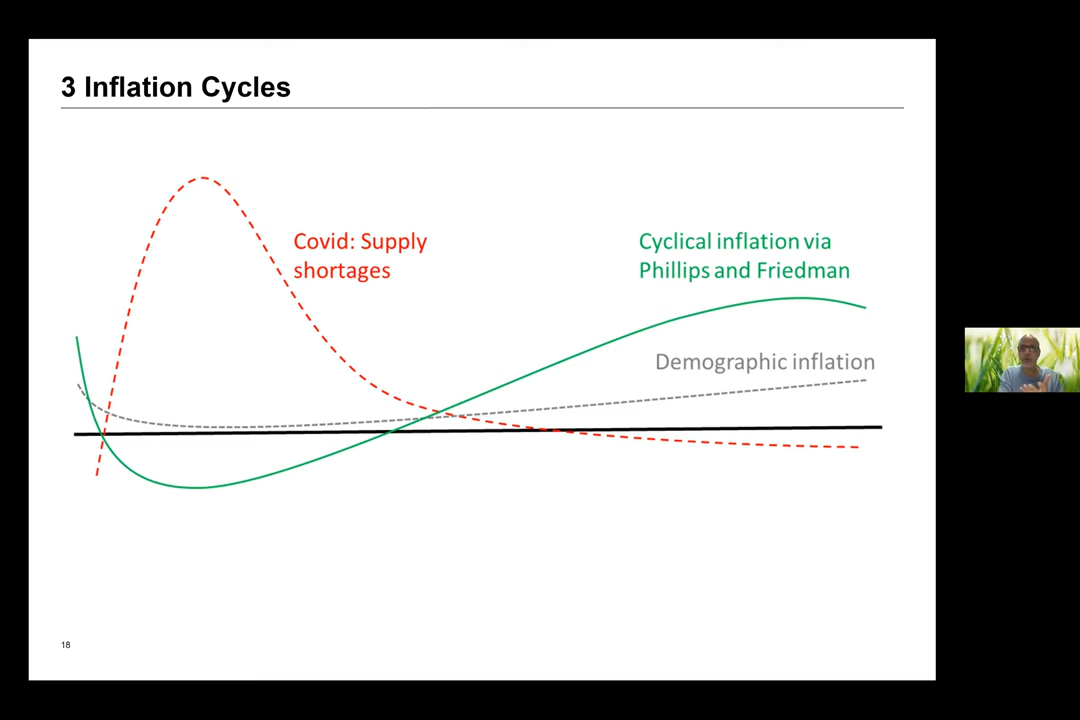 3 Inflation Cycles
Covid: Supply
shortages
Cyclical inflation via
Phillips and Friedman
Demographic inflation
18